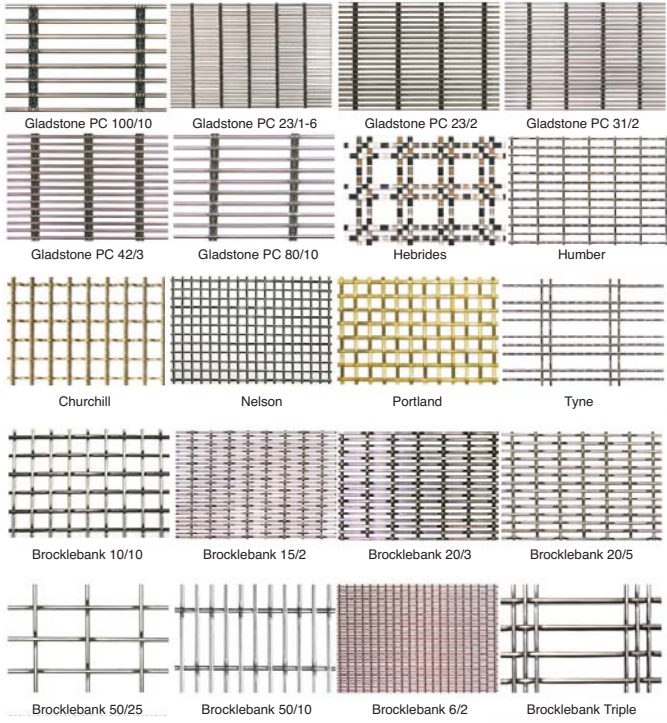 Gladstone PC 100/10
Gladstone PC 23/1-6
Gladstone PC 23/2
Gladstone PC 31/2
Gladstone PC 42/3
Gladstone PC 80/10
Hebrides
Humber
Churchill
Nelson
Portland
Tyne
Brocklebank 10/10
Brocklebank 15/2
Brocklebank 20/3
Brocklebank 20/5
Brocklebank 50/25
Brocklebank 50/10
Brocklebank 6/2
Brocklebank Triple